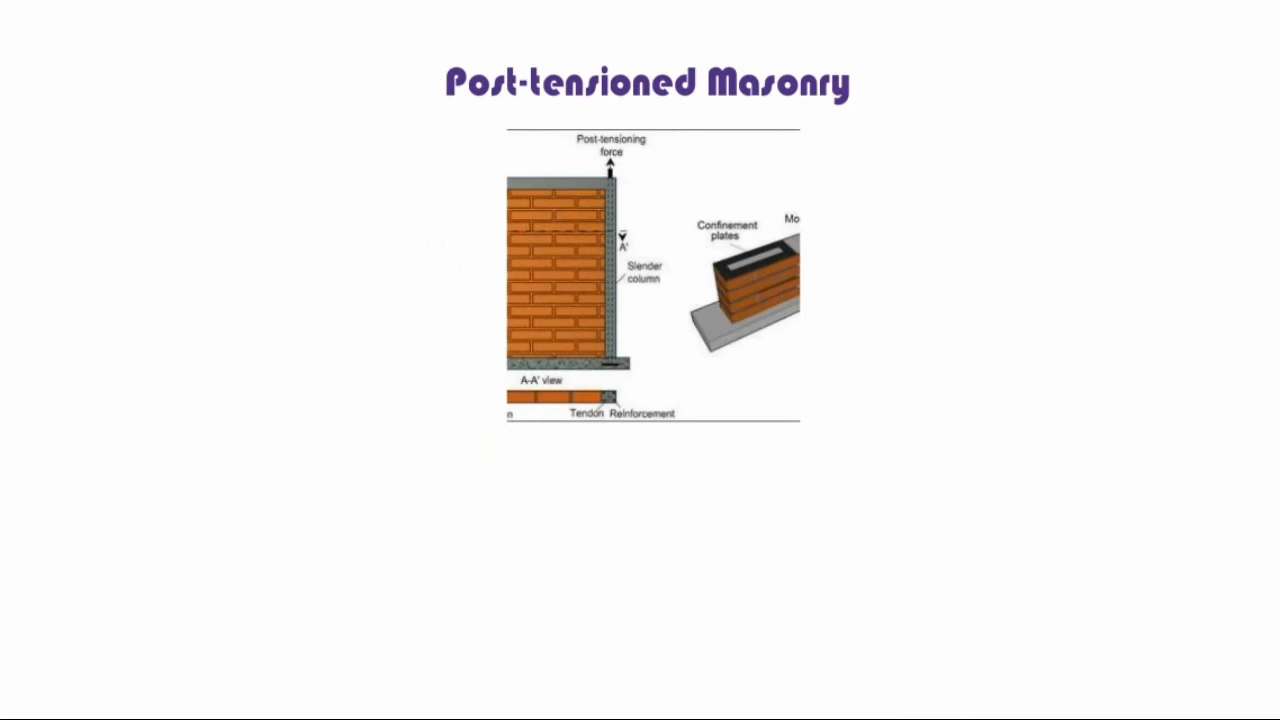 Post-tensioned Masonry
Post-tensioning
force
A'
Slender
column
Confinement
plates
Mo
A-A' view
n
Tendon Reinforcement